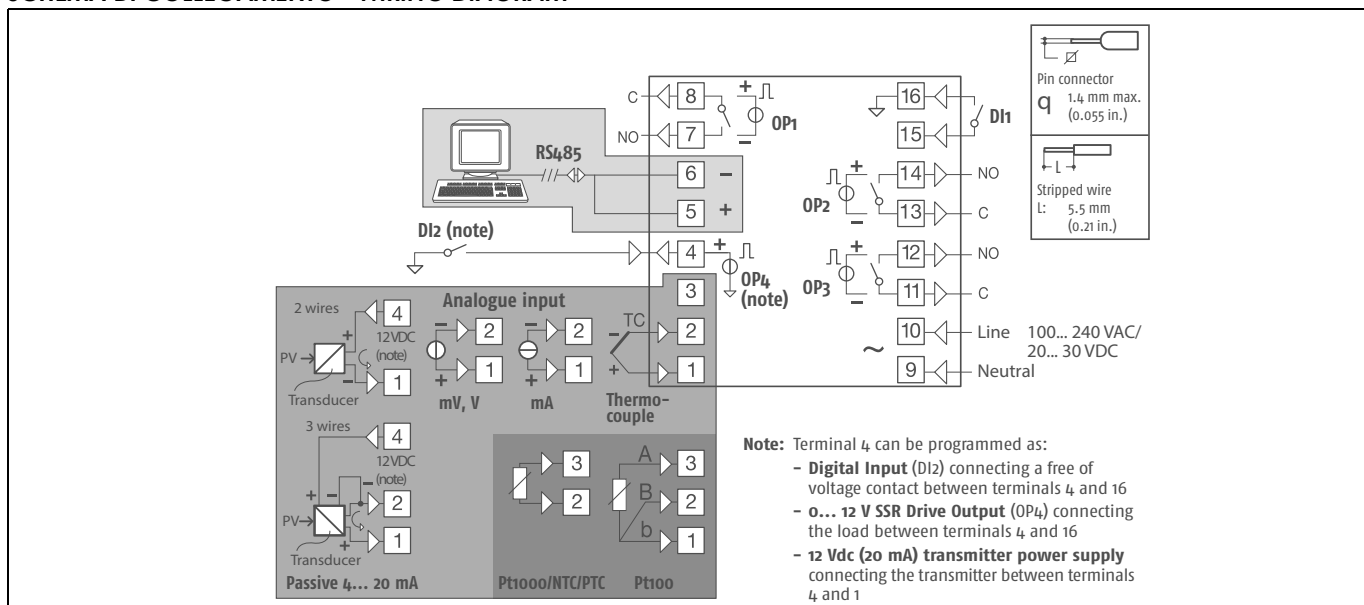 C
8
+
OP1
NO
7
–
RS485
6
–
5
+
DI2 (note)
4
+
OP4
(note)
3
TC
–
2
+
1
Thermo-
couple
Analogue input
2 wires
4
+
12VDC
(note)
PV
–
1
Transducer
–
2
+
1
mV, V
–
2
+
1
mA
3 wires
4
12VDC
(note)
+
–
–
2
PV
+
1
Transducer
Passive 4... 20 mA
3
2
Pt1000/NTC/PTC
A
3
B
2
b
1
Pt100
16
DI1
15
+
14
NO
OP2
–
13
C
+
12
NO
OP3
–
11
C
10
Line
100... 240 VAC/
20... 30 VDC
~
9
Neutral
Pin connector
q 1.4 mm max.
(0.055 in.)
L
Stripped wire
L: 5.5 mm
(0.21 in.)
Note: Terminal 4 can be programmed as:
– Digital Input (DI2) connecting a free of
voltage contact between terminals 4 and 16
– 0... 12 V SSR Drive Output (OP4) connecting
the load between terminals 4 and 16
– 12 Vdc (20 mA) transmitter power supply
connecting the transmitter between terminals
4 and 1